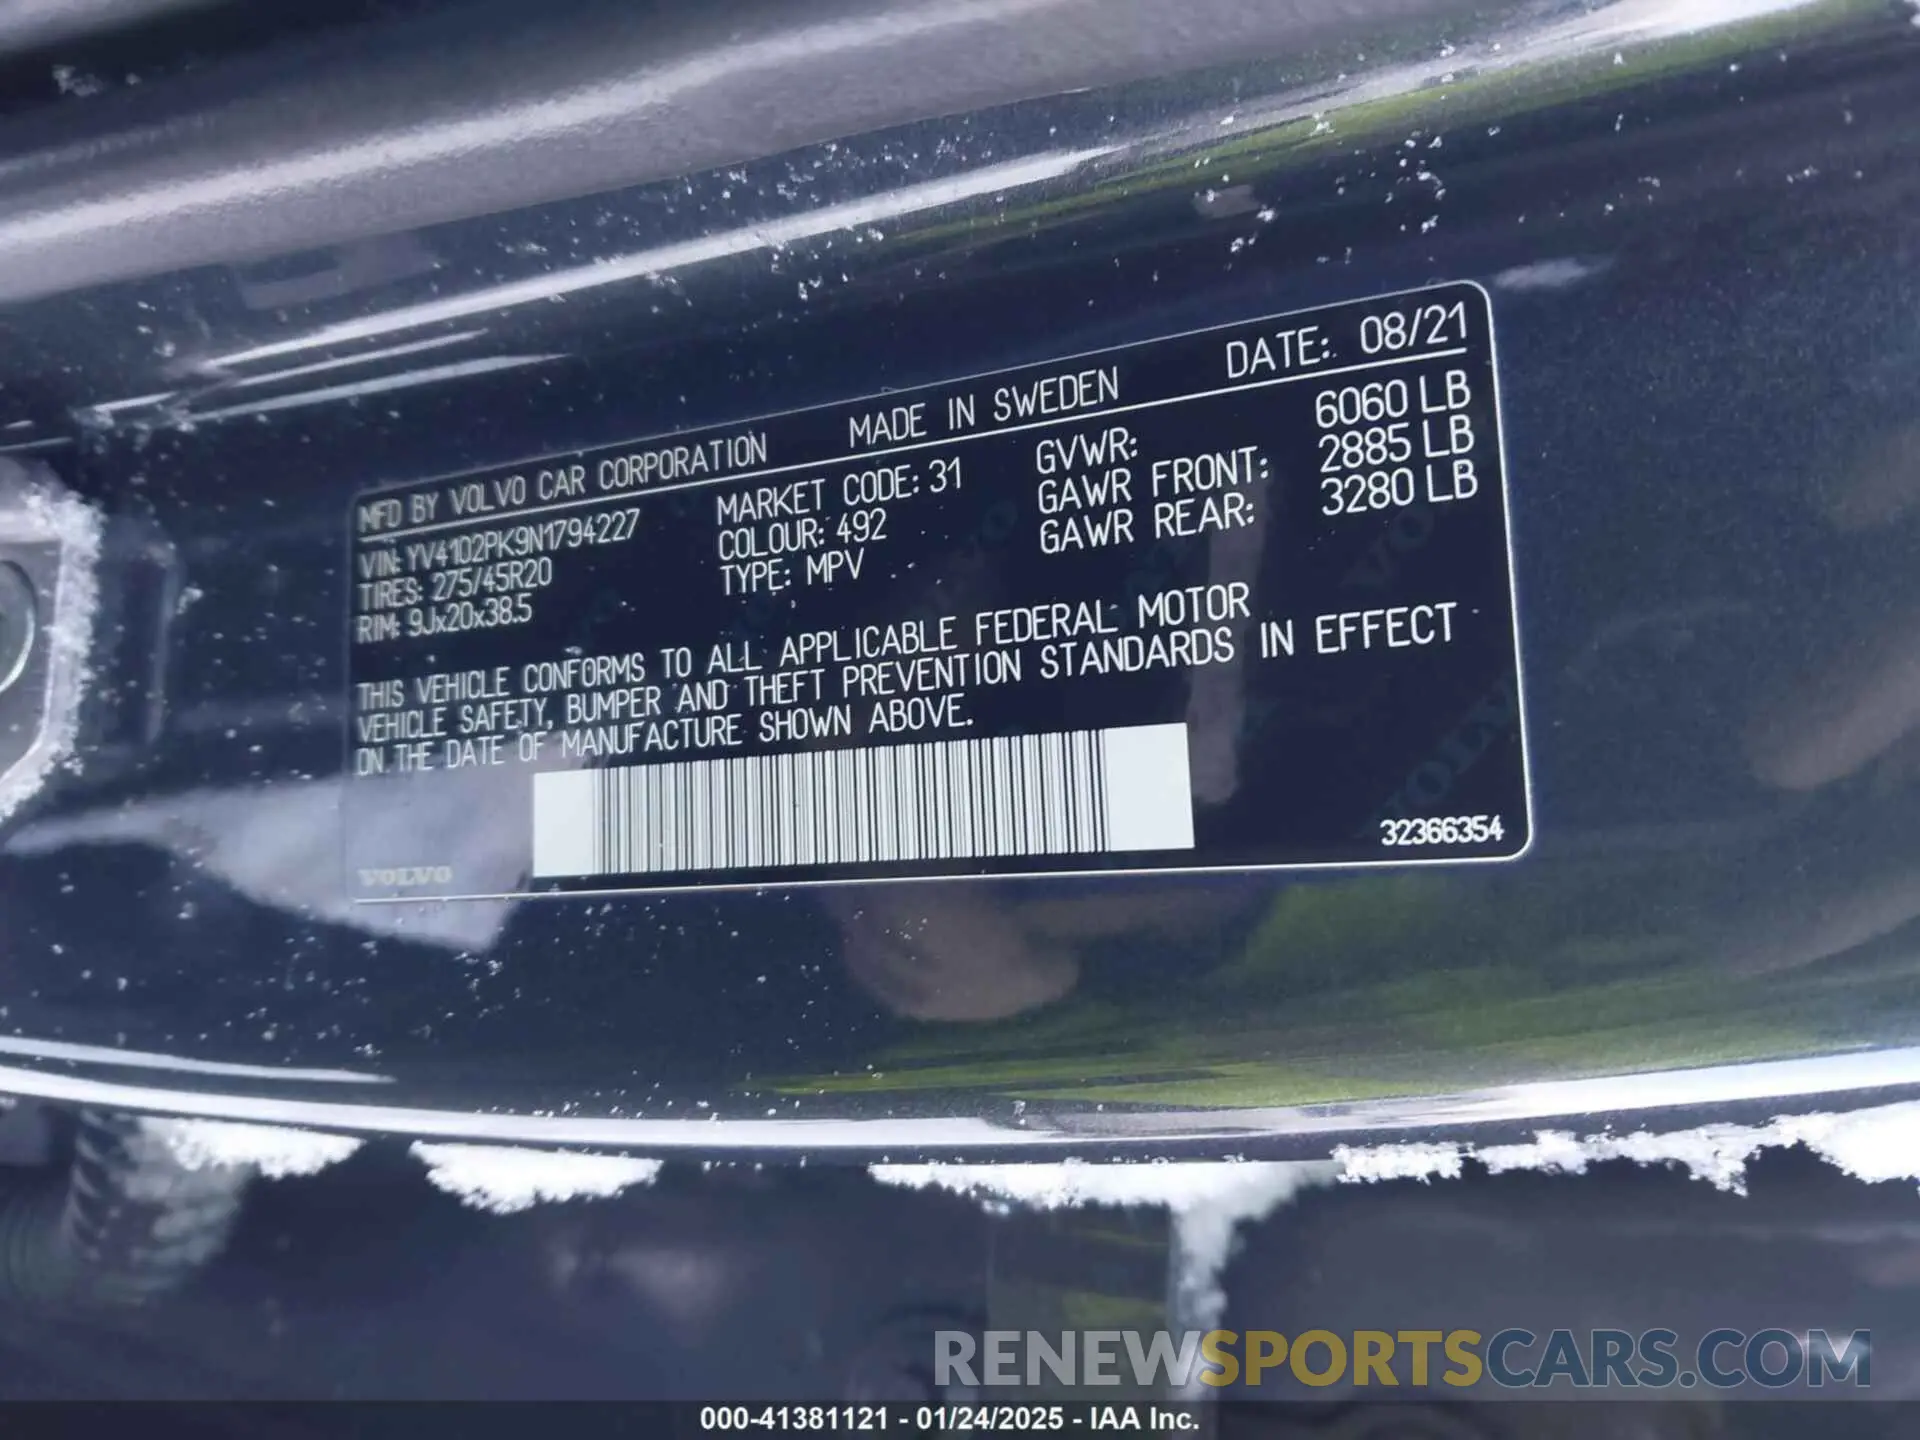 MFD BY VOLVO CAR CORPORATION MADE IN SWEDEN DATE: 08/21
VIN: YV4102PK9N1794227 MARKET CODE: 31 GVWR: 6060 LB
TIRES: 275/45R20 COLOUR: 492 GAWR FRONT: 2885 LB
RIM: 9Jx20x38.5 TYPE: MPV GAWR REAR: 3280 LB
THIS VEHICLE CONFORMS TO ALL APPLICABLE FEDERAL MOTOR
VEHICLE SAFETY, BUMPER AND THEFT PREVENTION STANDARDS IN EFFECT
ON THE DATE OF MANUFACTURE SHOWN ABOVE.
VOLVO 32366354
RENEWSPORTSCARS.COM
000-41381121 - 01/24/2025 - IAA Inc.